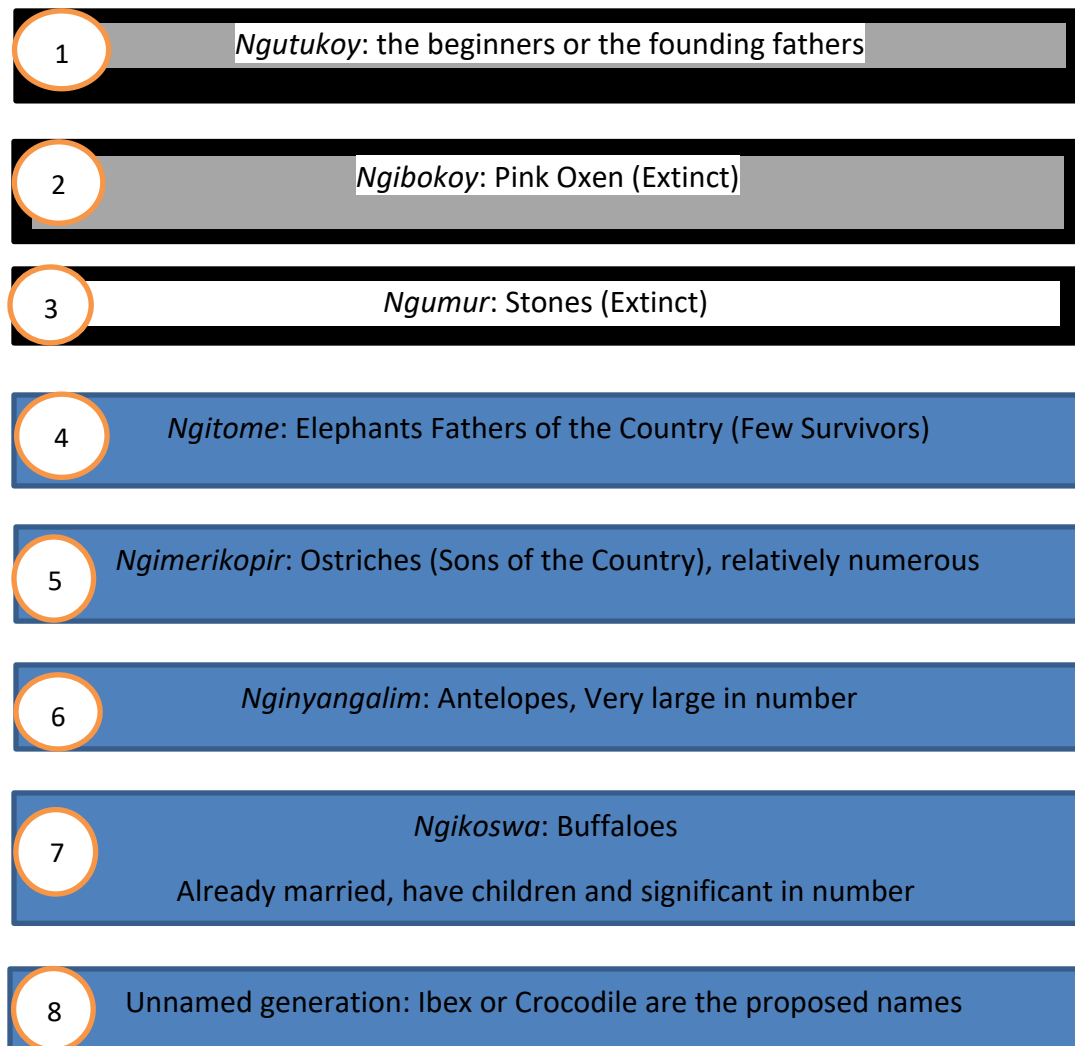 1
Ngutukoy: the beginners or the founding fathers
2
Ngibokoy: Pink Oxen (Extinct)
3
Ngumur: Stones (Extinct)
4
Ngitome: Elephants Fathers of the Country (Few Survivors)
5
Ngimerikopir: Ostriches (Sons of the Country), relatively numerous
6
Nginyangalim: Antelopes, Very large in number
7
Ngikoswa: Buffaloes
Already married, have children and significant in number
8
Unnamed generation: Ibex or Crocodile are the proposed names